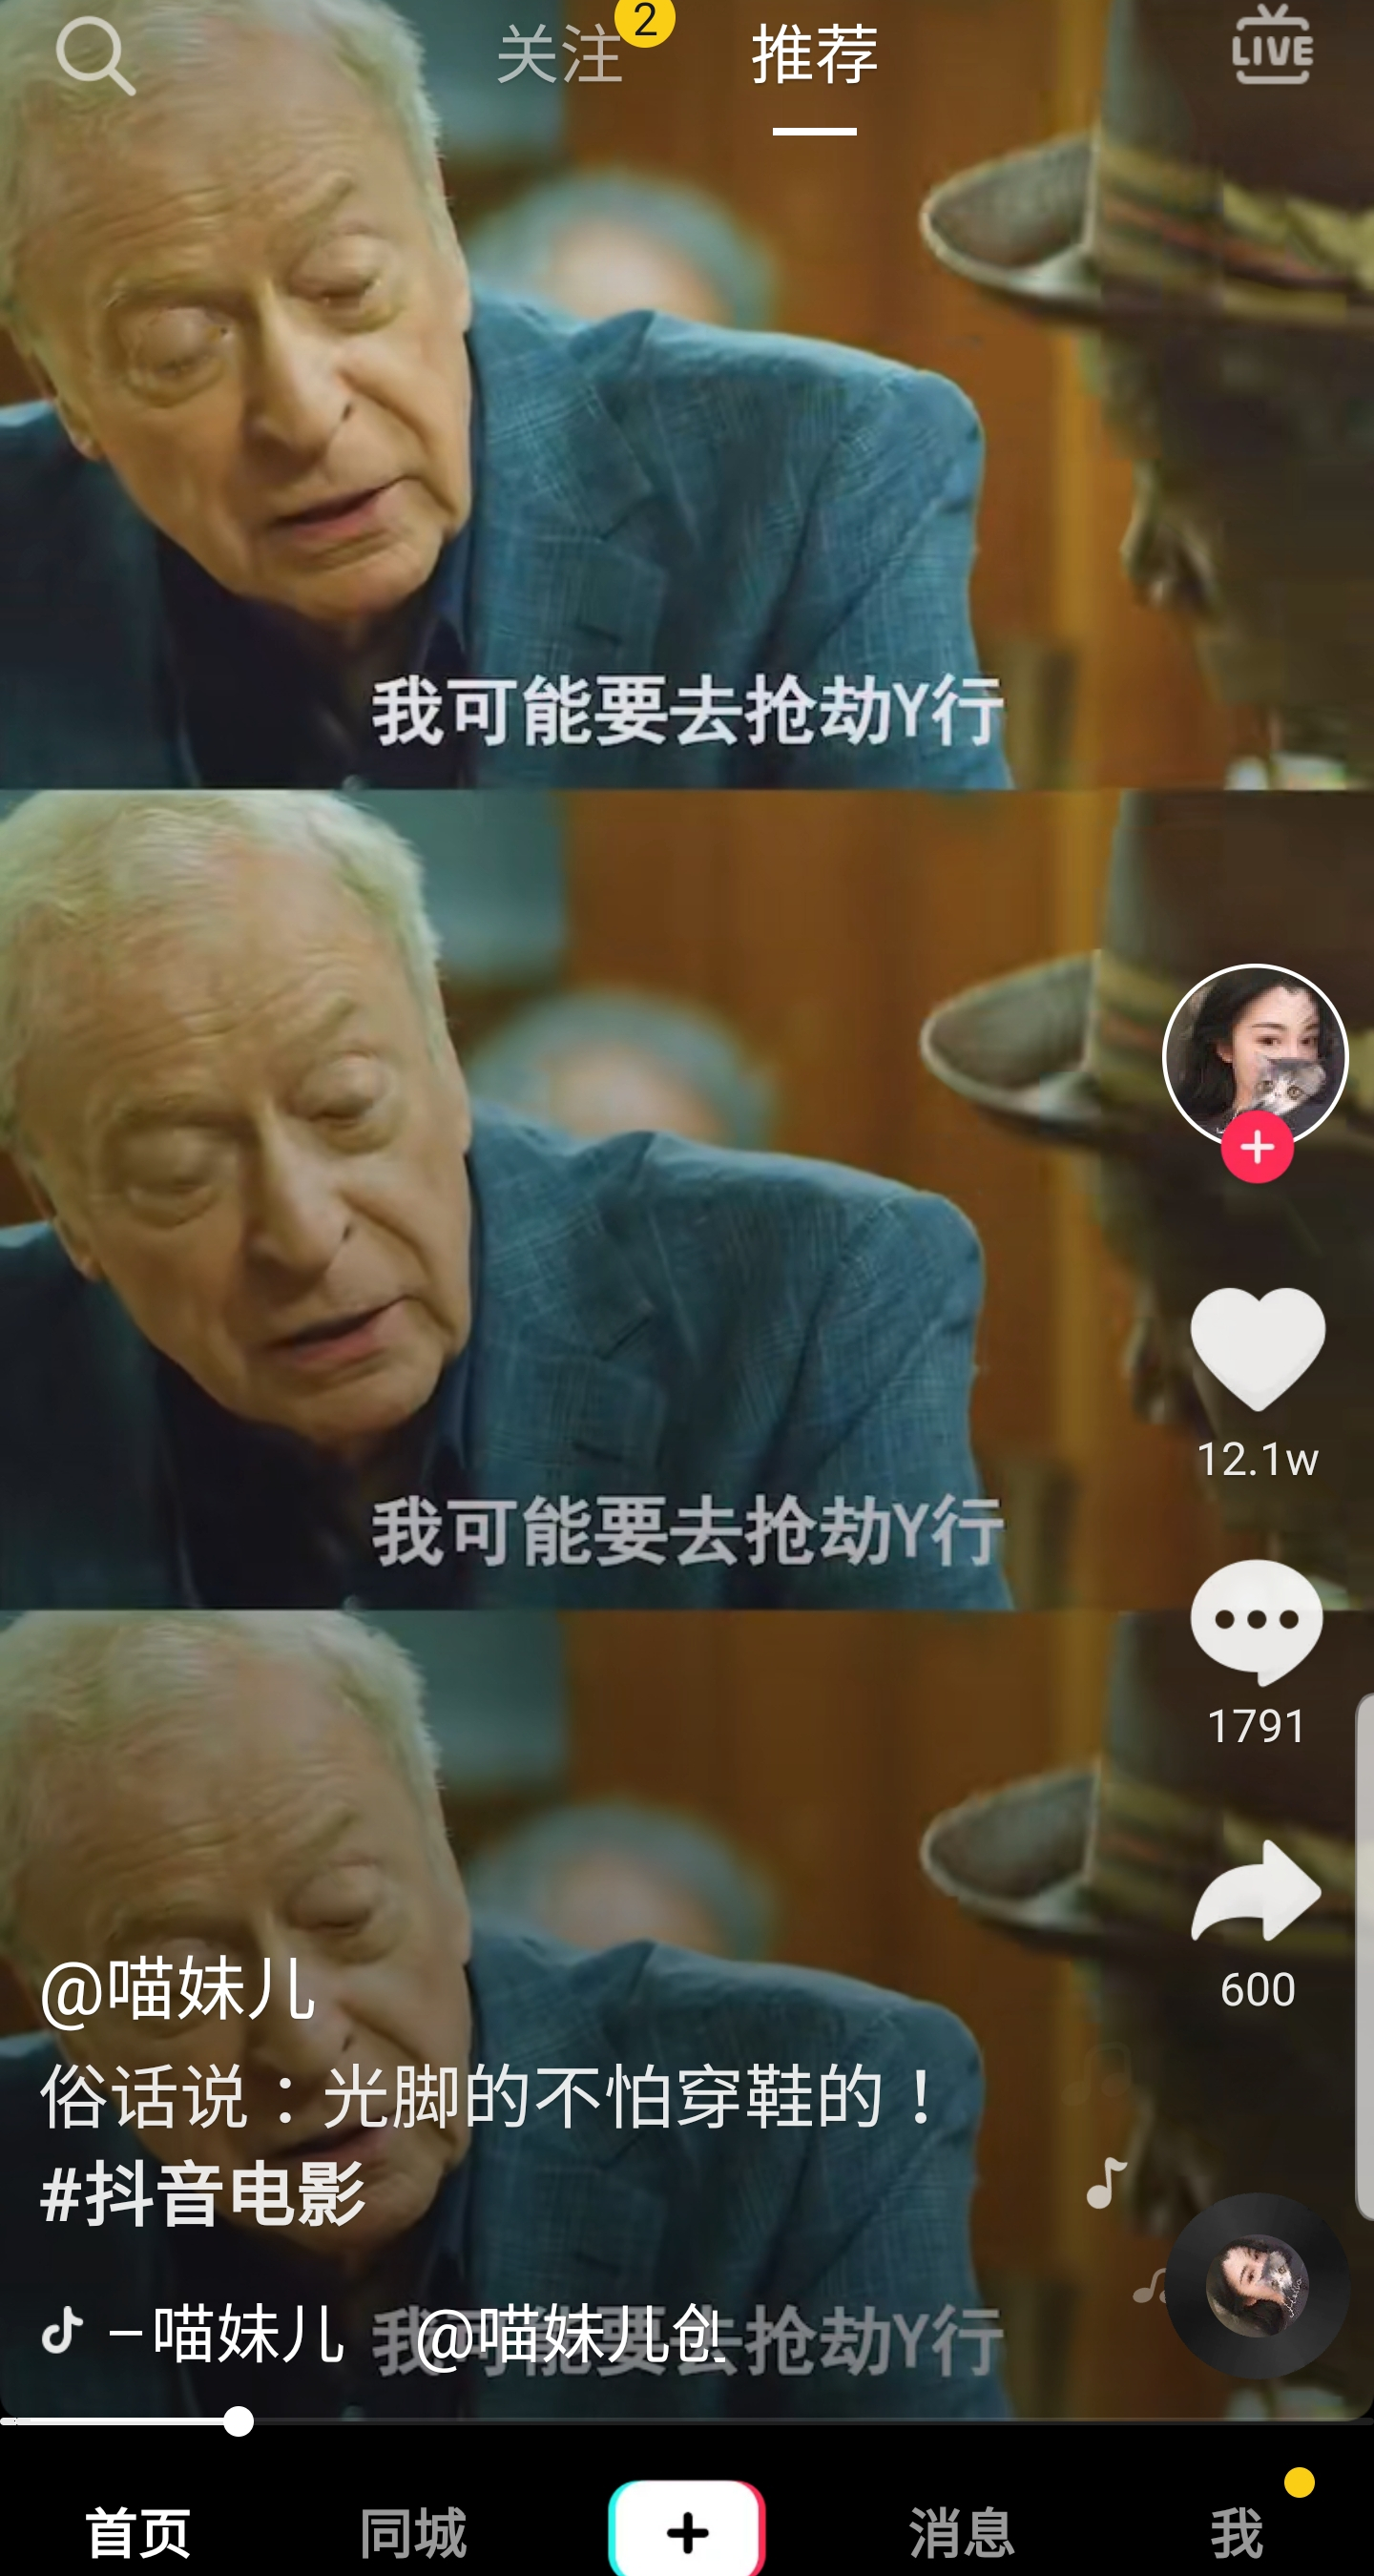 关注 2 推荐 LIVE
我可能要去抢劫Y行
我可能要去抢劫Y行
12.1w
1791
600
@喵妹儿
俗话说：光脚的不怕穿鞋的！
#抖音电影
–喵妹儿 @喵妹儿创
我可能要去抢劫Y行
首页 同城 消息 我